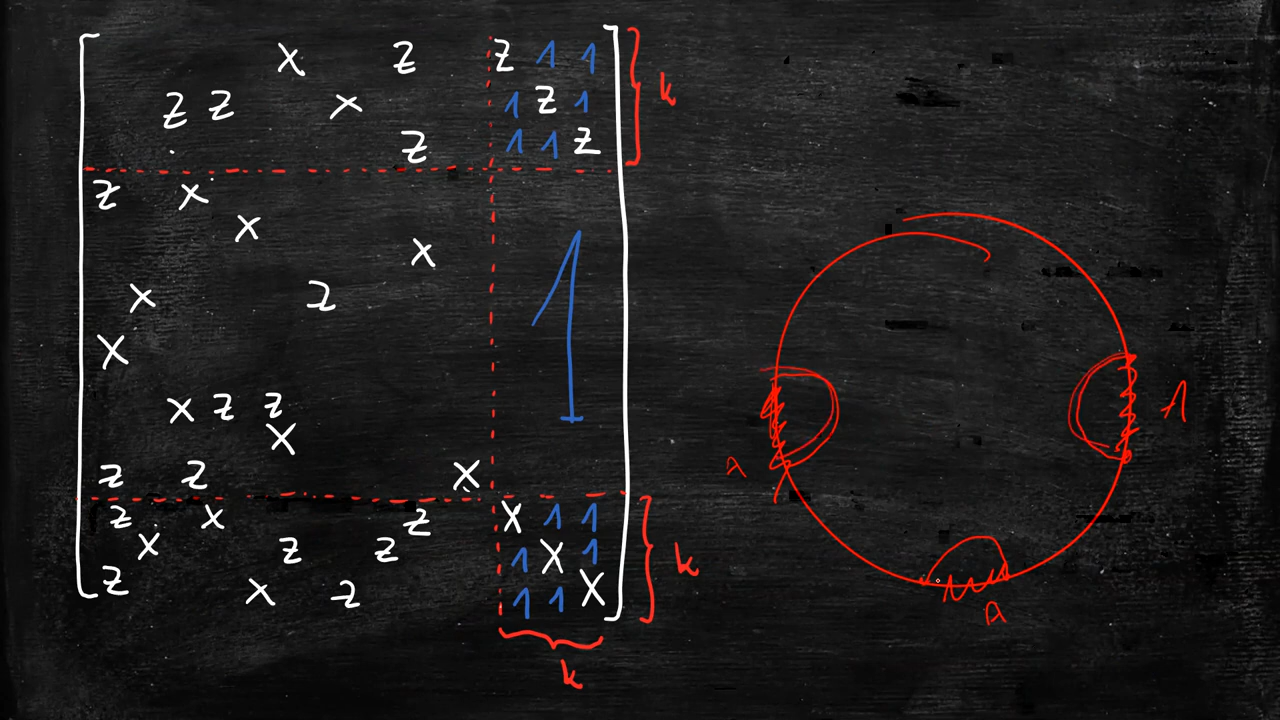 X Z Z 1 1
Z Z X 1 Z 1 k
Z 1 1 Z
Z X
X
X
X Z
1
X
X Z Z
X
Z Z X
Z X Z X 1 1
X Z Z 1 X 1 k
Z X Z 1 1 X
k
A
1
A